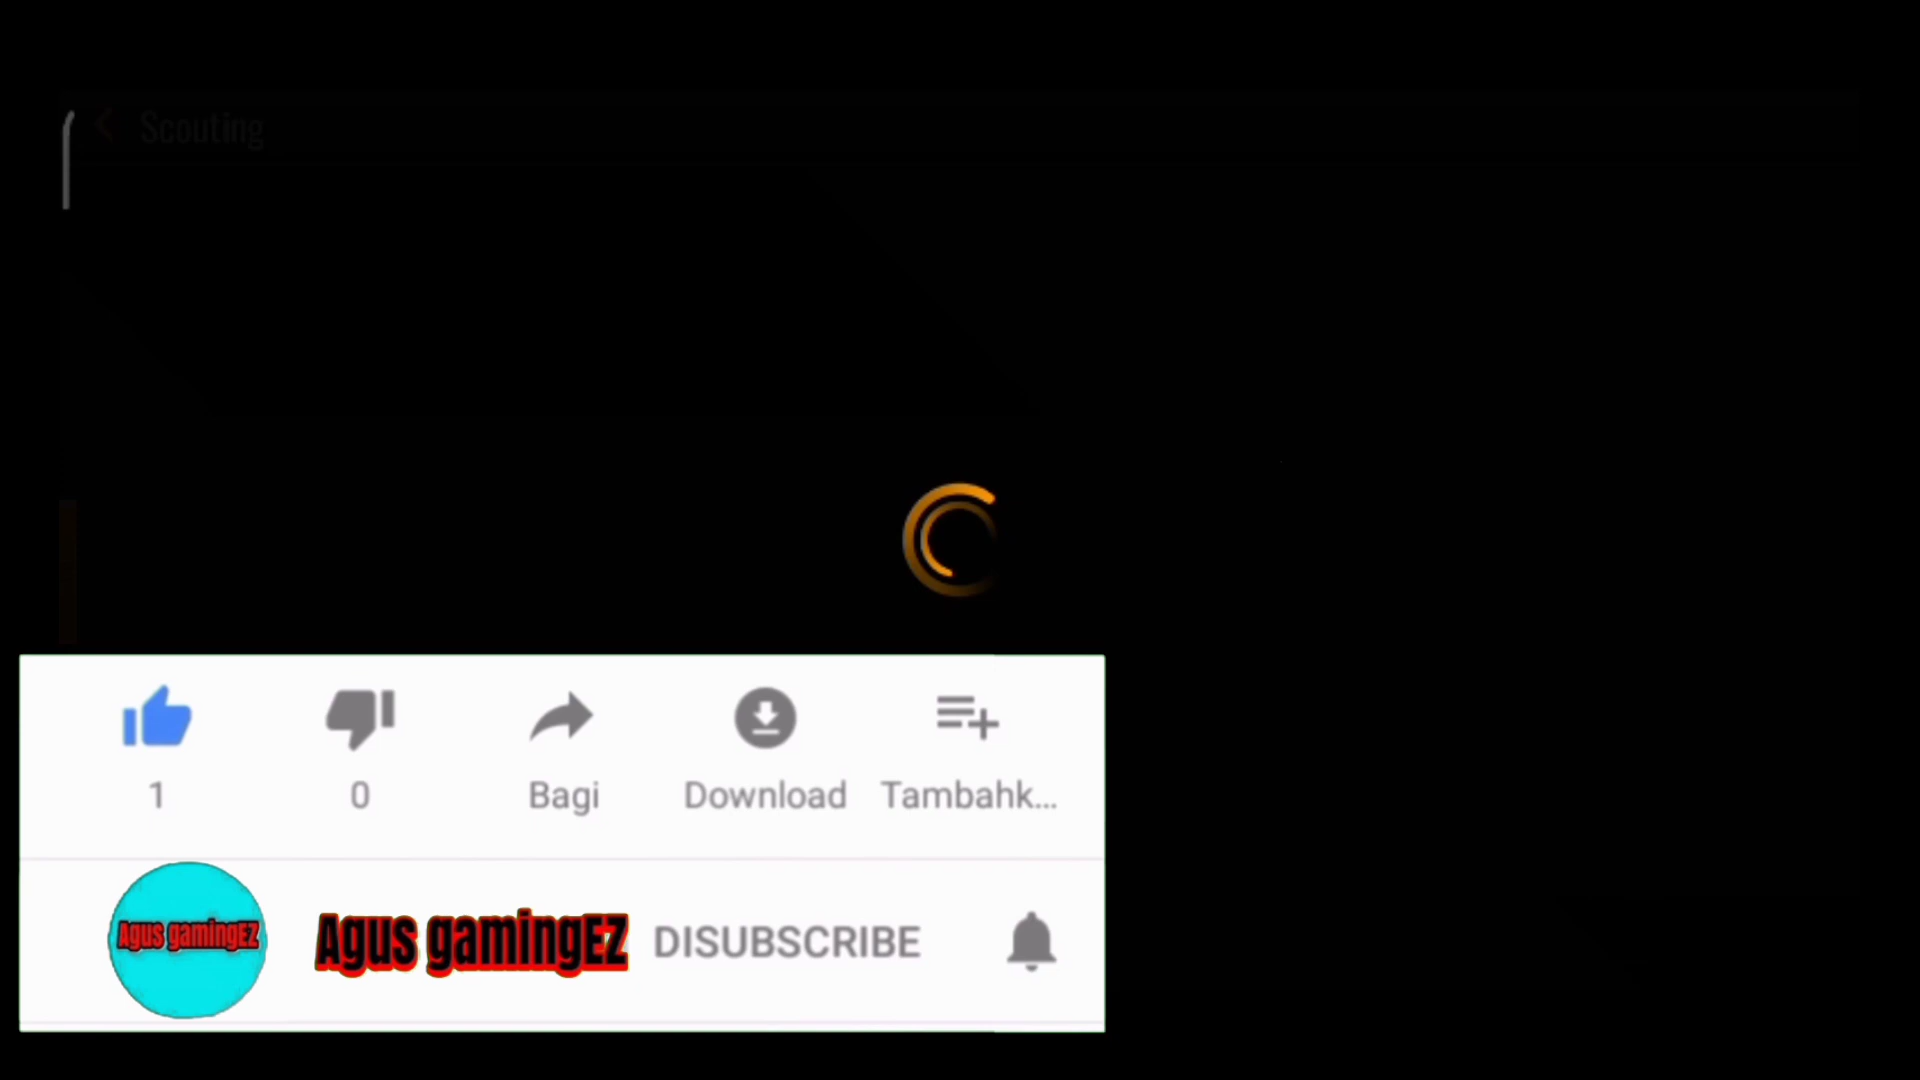 Scouting
1
0
Bagi
Download
Tambahk...
Agus gamingEZ
Agus gamingEZ
DISUBSCRIBE